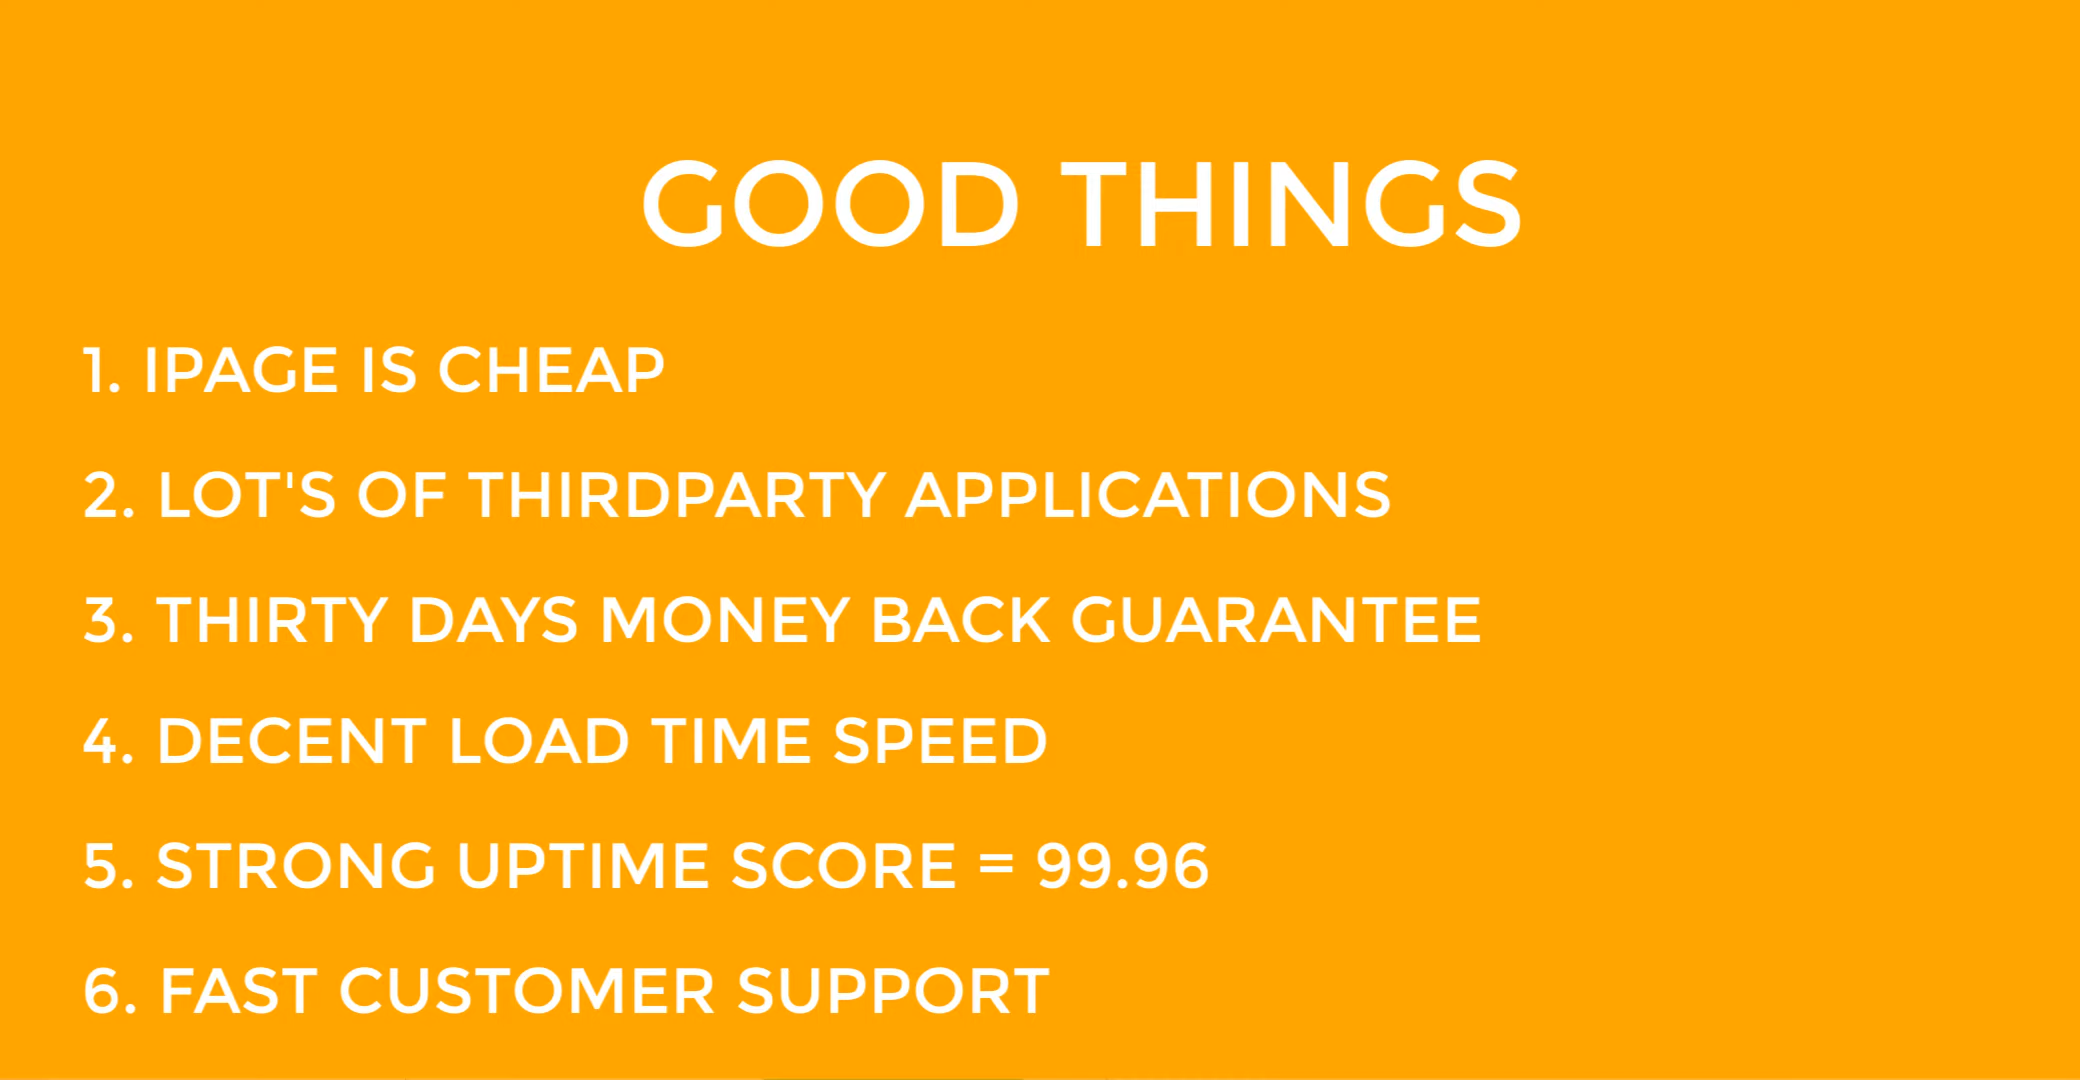 GOOD THINGS
1. IPAGE IS CHEAP
2. LOT'S OF THIRDPARTY APPLICATIONS
3. THIRTY DAYS MONEY BACK GUARANTEE
4. DECENT LOAD TIME SPEED
5. STRONG UPTIME SCORE = 99.96
6. FAST CUSTOMER SUPPORT